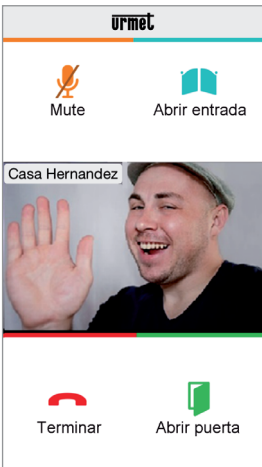 urmet
Mute
Abrir entrada
Casa Hernandez
Terminar
Abrir puerta